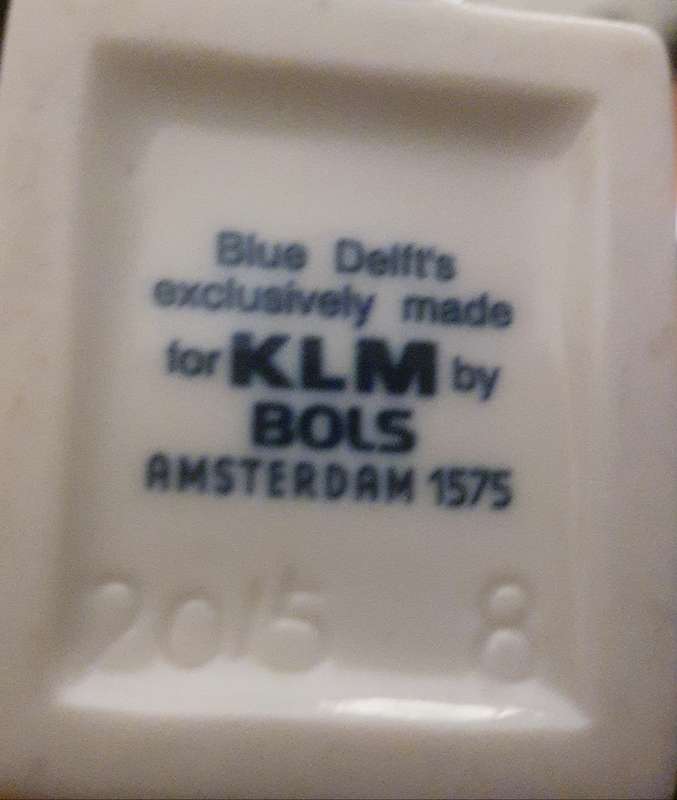 Blue Delft's
exclusively made
for KLM by
BOLS
AMSTERDAM 1575
2015 8